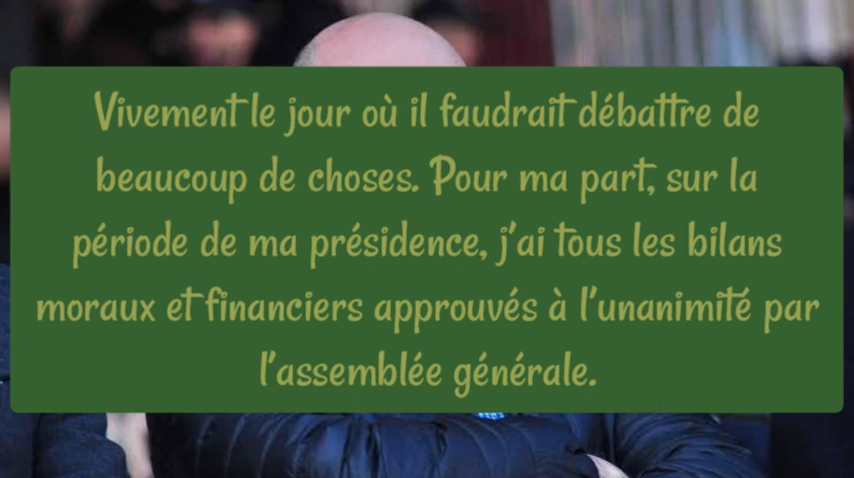 Vivement le jour où il faudrait débattre de
beaucoup de choses. Pour ma part, sur la
période de ma présidence, j'ai tous les bilans
moraux et financiers approuvés à l'unanimité par
l'assemblée générale.